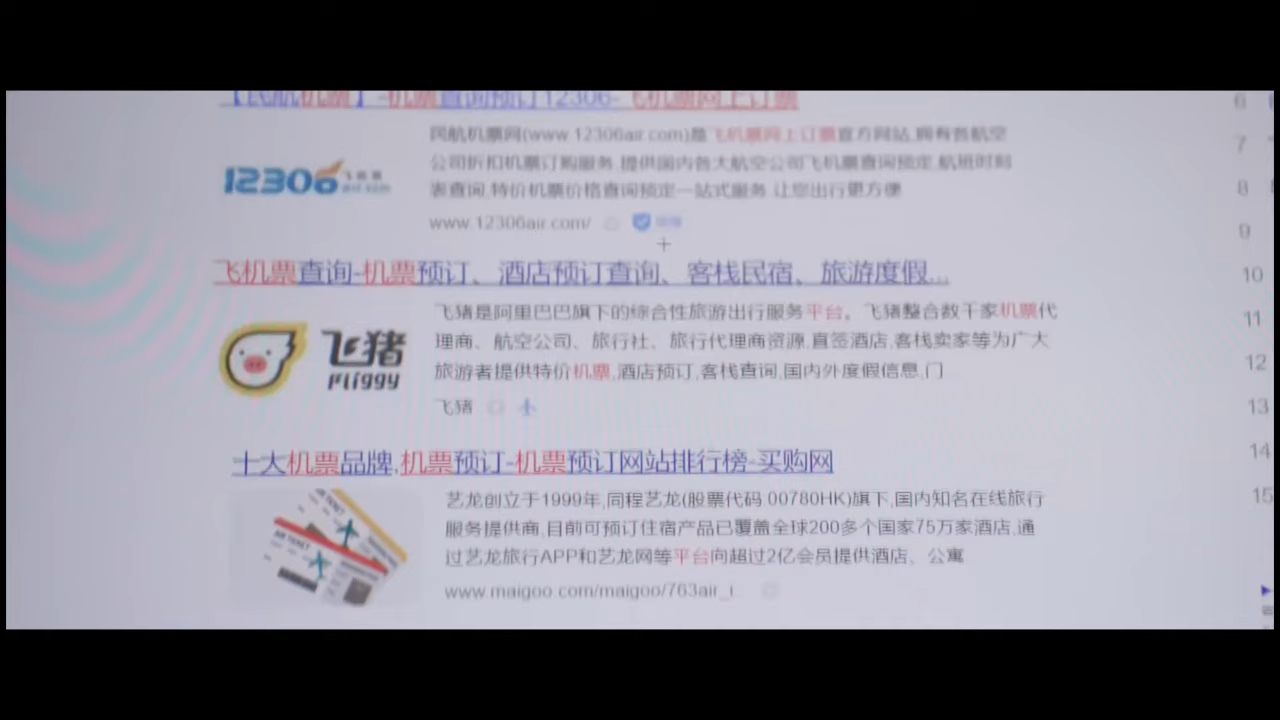 【民航机票】-机票查询预订12306-飞机票网上订票
民航机票网(www.12306air.com)是飞机票网上订票官方网站,拥有各航空
公司折扣机票订购服务,提供国内各大航空公司飞机票查询预定,航班时刻
表查询,特价机票价格查询预定一站式服务,让您出行更方便
12306
www.12306air.com/
飞机票查询-机票预订、酒店预订查询、客栈民宿、旅游度假...
飞猪是阿里巴巴旗下的综合性旅游出行服务平台。飞猪整合数千家机票代
理商、航空公司、旅行社、旅行代理商资源,直签酒店,客栈卖家等为广大
旅游者提供特价机票,酒店预订,客栈查询,国内外度假信息,门
飞猪
Fliggy
飞猪
十大机票品牌,机票预订-机票预订网站排行榜-买购网
艺龙创立于1999年,同程艺龙(股票代码:00780HK)旗下,国内知名在线旅行
服务提供商,目前可预订住宿产品已覆盖全球200多个国家75万家酒店,通
过艺龙旅行APP和艺龙网等平台向超过2亿会员提供酒店、公寓
AIR TICKET
AIR TICKET
www.maigoo.com/maigoo/763air_i
6
7
8
9
10
11
12
13
14
15